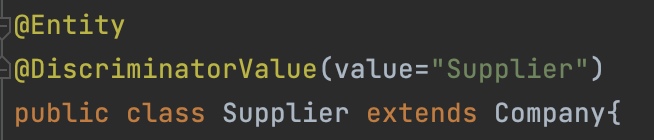 @Entity
@DiscriminatorValue(value="Supplier")
public class Supplier extends Company{